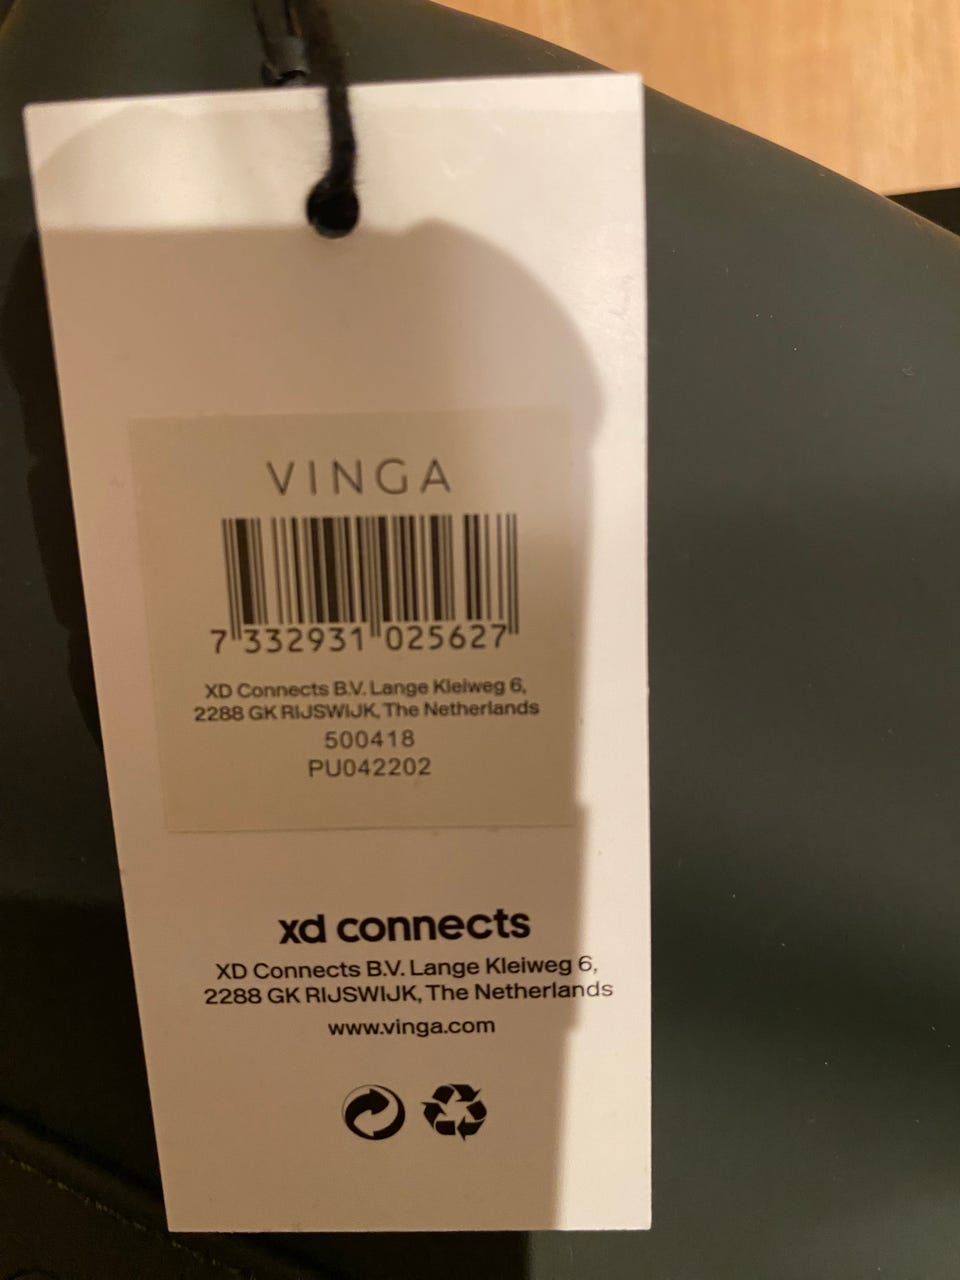 VINGA
7 332931 025627
XD Connects B.V. Lange Kleiweg 6,
2288 GK RIJSWIJK, The Netherlands
500418
PU042202
xd connects
XD Connects B.V. Lange Kleiweg 6,
2288 GK RIJSWIJK, The Netherlands
www.vinga.com